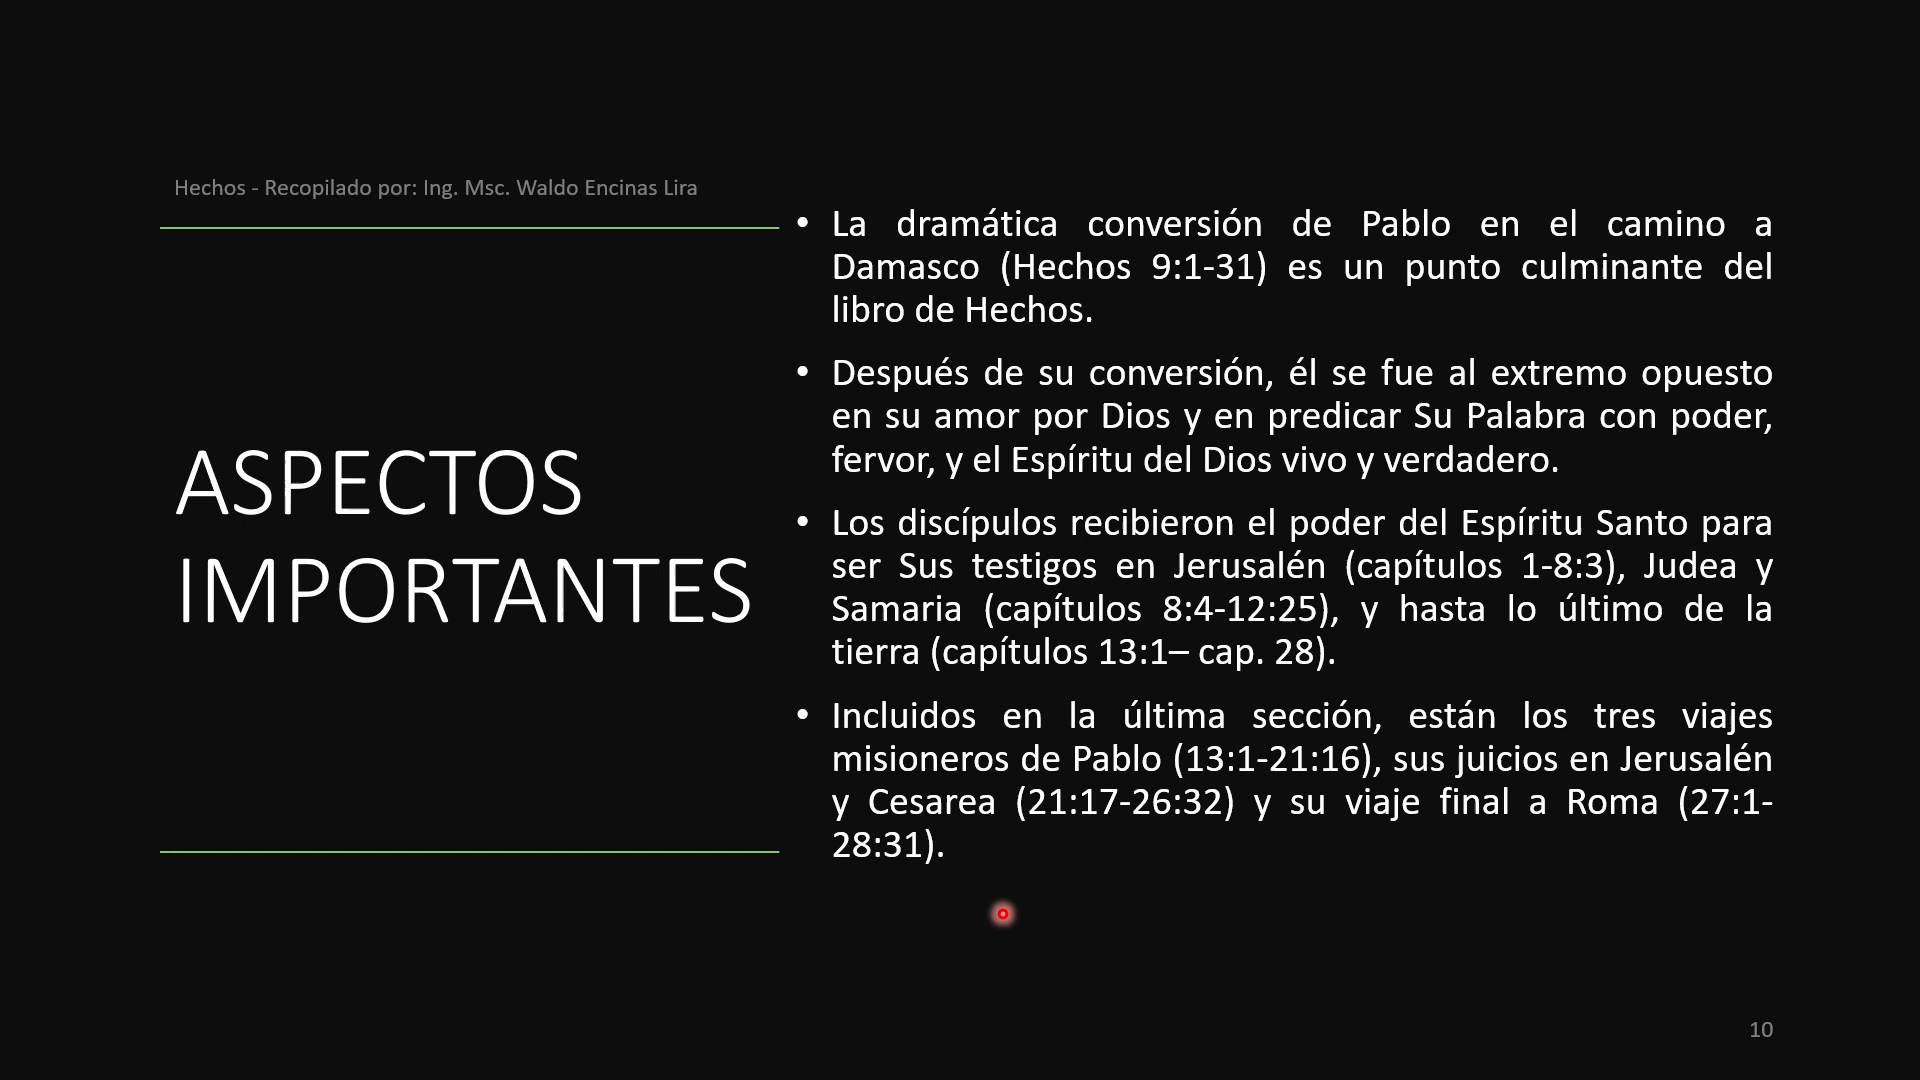 Hechos - Recopilado por: Ing. Msc. Waldo Encinas Lira
ASPECTOS
IMPORTANTES
• La dramática conversión de Pablo en el camino a
Damasco (Hechos 9:1-31) es un punto culminante del
libro de Hechos.
• Después de su conversión, él se fue al extremo opuesto
en su amor por Dios y en predicar Su Palabra con poder,
fervor, y el Espíritu del Dios vivo y verdadero.
• Los discípulos recibieron el poder del Espíritu Santo para
ser Sus testigos en Jerusalén (capítulos 1-8:3), Judea y
Samaria (capítulos 8:4-12:25), y hasta lo último de la
tierra (capítulos 13:1– cap. 28).
• Incluidos en la última sección, están los tres viajes
misioneros de Pablo (13:1-21:16), sus juicios en Jerusalén
y Cesarea (21:17-26:32) y su viaje final a Roma (27:1-
28:31).
10